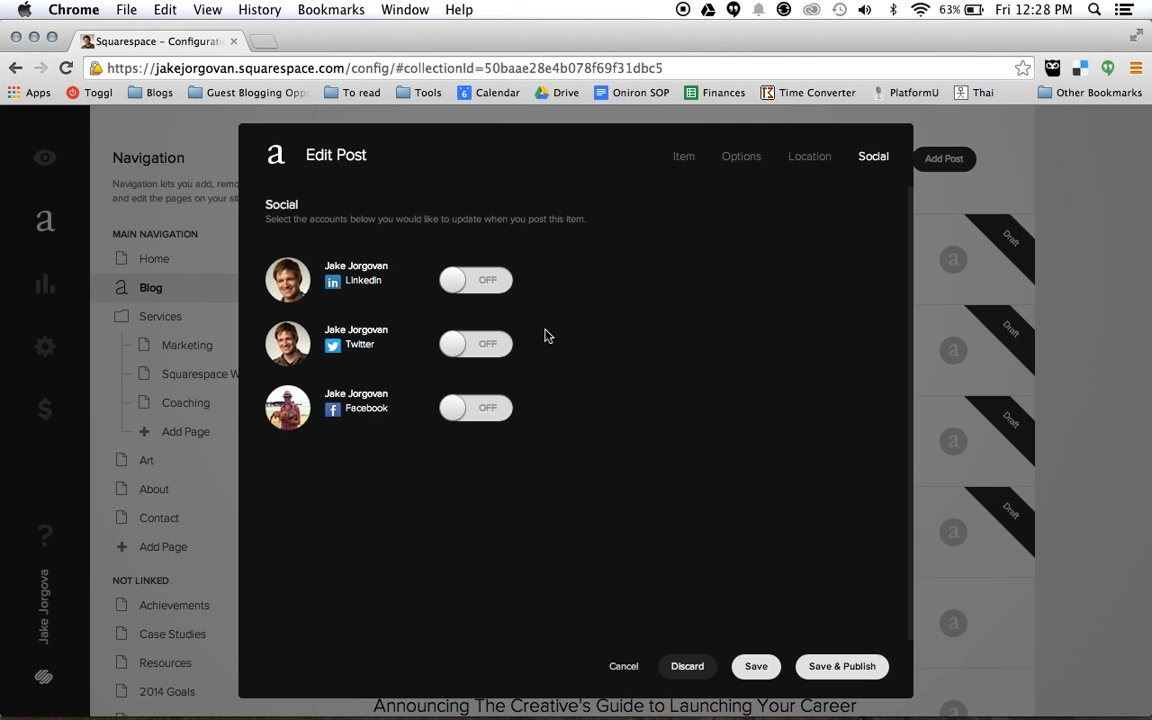 Chrome File Edit View History Bookmarks Window Help 63% Fri 12:28 PM
Squarespace – Configurati
https://jakejorgovan.squarespace.com/config/#collectionId=50baae28e4b078f69f31dbc5
Apps Toggl Blogs Guest Blogging Opp To read Tools 6 Calendar Drive Oniron SOP Finances Time Converter PlatformU Thai Other Bookmarks
Navigation
Navigation lets you add, remo
and edit the pages on your sit
MAIN NAVIGATION
Home
Blog
Services
Marketing
Squarespace W
Coaching
Add Page
Art
About
Contact
Add Page
NOT LINKED
Achievements
Case Studies
Resources
2014 Goals
Jake Jorgova
a Edit Post Item Options Location Social
Add Post
Social
Select the accounts below you would like to update when you post this item.
Jake Jorgovan
in LinkedIn OFF
Jake Jorgovan
Twitter OFF
Jake Jorgovan
f Facebook OFF
Draft
Draft
Draft
Draft
Cancel Discard Save Save & Publish
Announcing The Creative's Guide to Launching Your Career